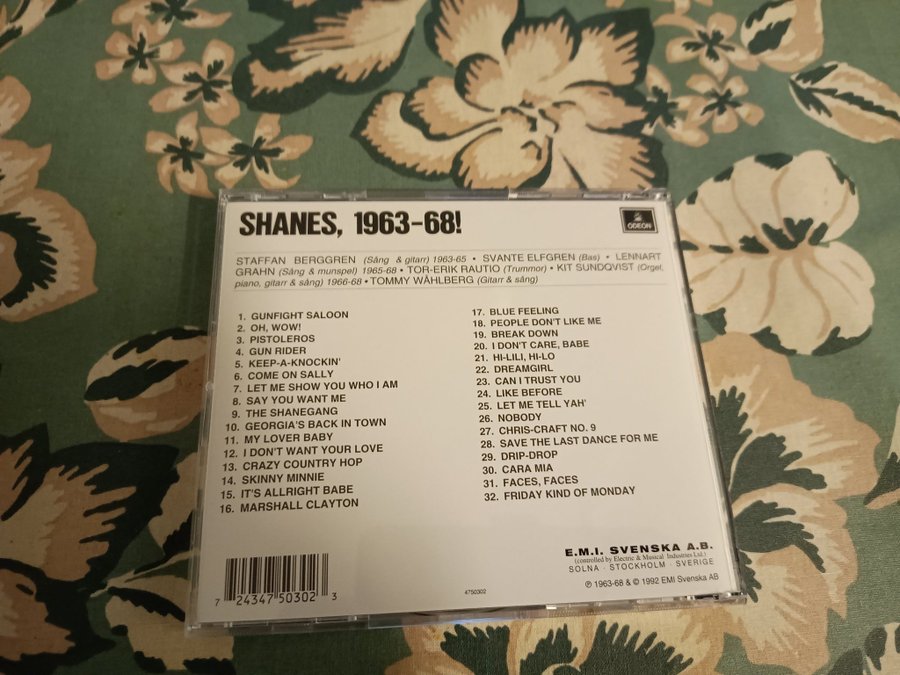 SHANES, 1963-68!
ODEON
STAFFAN BERGGREN (Sång & gitarr) 1963-65 • SVANTE ELFGREN (Bas) • LENNART
GRAHN (Sång & munspel) 1965-68 • TOR-ERIK RAUTIO (Trummor) • KIT SUNDQVIST (Orgel,
piano, gitarr & sång) 1966-68 • TOMMY WÅHLBERG (Gitarr & sång)
1. GUNFIGHT SALOON
2. OH, WOW!
3. PISTOLEROS
4. GUN RIDER
5. KEEP-A-KNOCKIN'
6. COME ON SALLY
7. LET ME SHOW YOU WHO I AM
8. SAY YOU WANT ME
9. THE SHANEGANG
10. GEORGIA'S BACK IN TOWN
11. MY LOVER BABY
12. I DON'T WANT YOUR LOVE
13. CRAZY COUNTRY HOP
14. SKINNY MINNIE
15. IT'S ALLRIGHT BABE
16. MARSHALL CLAYTON
17. BLUE FEELING
18. PEOPLE DON'T LIKE ME
19. BREAK DOWN
20. I DON'T CARE, BABE
21. HI-LILI, HI-LO
22. DREAMGIRL
23. CAN I TRUST YOU
24. LIKE BEFORE
25. LET ME TELL YAH'
26. NOBODY
27. CHRIS-CRAFT NO. 9
28. SAVE THE LAST DANCE FOR ME
29. DRIP-DROP
30. CARA MIA
31. FACES, FACES
32. FRIDAY KIND OF MONDAY
E.M.I. SVENSKA A.B.
(controlled by Electric & Musical Industries Ltd.)
SOLNA · STOCKHOLM · SVERIGE
℗ 1963-68 & © 1992 EMI Svenska AB
7 24347 50302 3
4750302